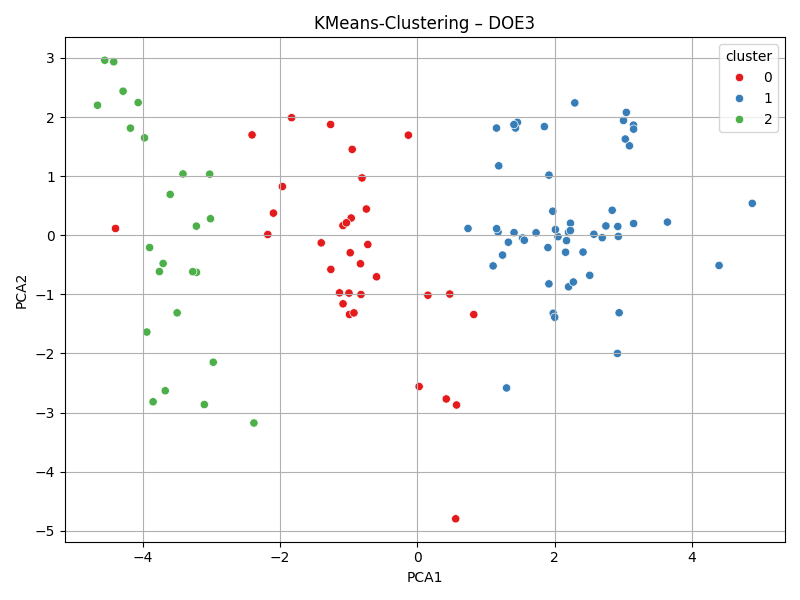 KMeans-Clustering – DOE3
cluster
0
1
2
3
2
1
0
−1
−2
−3
−4
−5
PCA2
−4 −2 0 2 4
PCA1